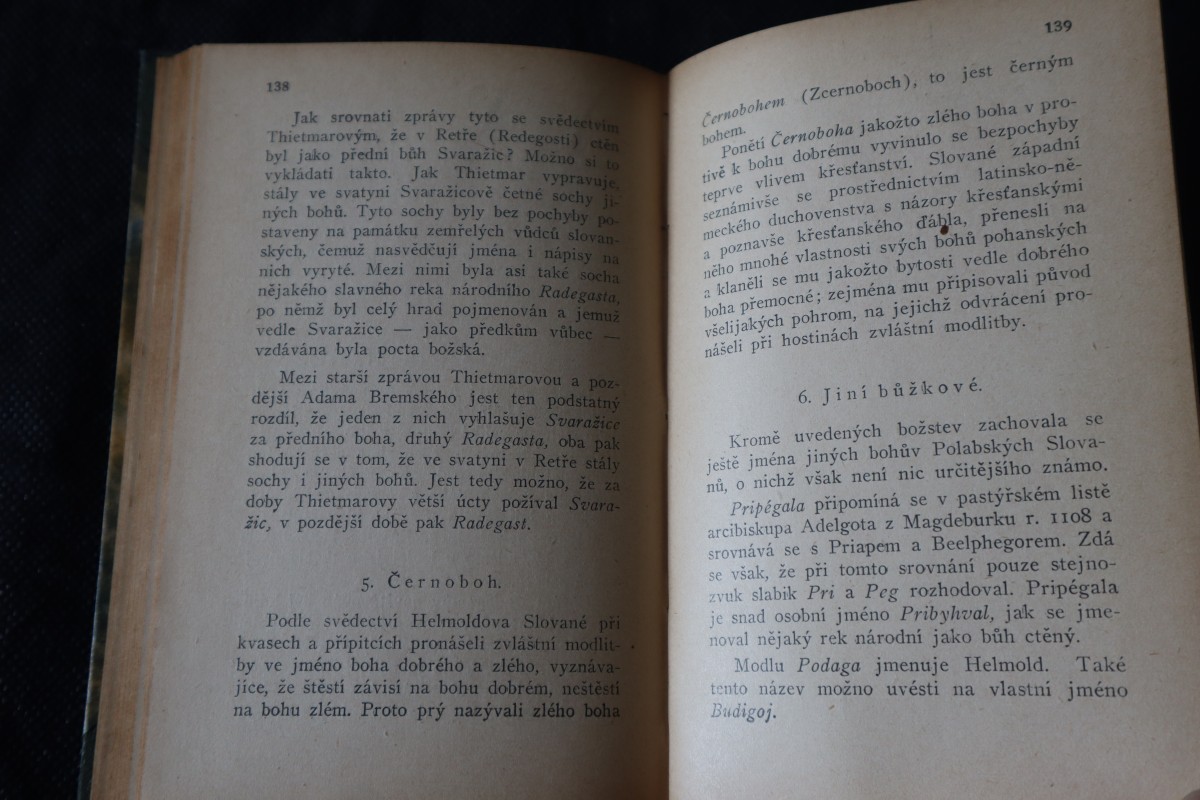 138
Jak srovnati zprávy tyto se svědectvím
Thietmarovým, že v Retře (Redegosti) ctěn
byl jako přední bůh Svaražic? Možno si to
vykládati takto. Jak Thietmar vypravuje,
stály ve svatyni Svaražicově četné sochy ji-
ných bohů. Tyto sochy byly bez pochyby po-
staveny na památku zemřelých vůdců slovan-
ských, čemuž nasvědčují jména i nápisy na
nich vyryté. Mezi nimi byla asi také socha
nějakého slavného reka národního Radegasta,
po němž byl celý hrad pojmenován a jemuž
vedle Svaražice — jako předkům vůbec —
vzdávána byla pocta božská.
Mezi starší zprávou Thietmarovou a poz-
dější Adama Bremského jest ten podstatný
rozdíl, že jeden z nich vyhlašuje Svaražice
za předního boha, druhý Radegasta, oba pak
shodují se v tom, že ve svatyni v Retře stály
sochy i jiných bohů. Jest tedy možno, že za
doby Thietmarovy větší úcty požíval Svara-
žic, v pozdější době pak Radegast.
5. Černoboh.
Podle svědectví Helmoldova Slované při
kvasech a přípitcích pronášeli zvláštní modlit-
by ve jméno boha dobrého a zlého, vyznáva-
jíce, že štěstí závisí na bohu dobrém, neštěstí
na bohu zlém. Proto prý nazývali zlého boha
139
Černobohem (Zcernoboch), to jest černým
bohem.
Ponětí Černoboha jakožto zlého boha v pro-
tivě k bohu dobrému vyvinulo se bezpochyby
teprve vlivem křesťanství. Slované západní
seznámivše se prostřednictvím latinsko-ně-
meckého duchovenstva s názory křesťanskými
a poznavše křesťanského ďábla, přenesli na
něho mnohé vlastnosti svých bohů pohanských
a klaněli se mu jakožto bytosti vedle dobrého
boha přemocné; zejména mu připisovali původ
všelijakých pohrom, na jejichž odvrácení pro-
nášeli při hostinách zvláštní modlitby.
6. Jiní bůžkové.
Kromě uvedených božstev zachovala se
ještě jména jiných bohův Polabských Slova-
nů, o nichž však není nic určitějšího známo.
Pripégala připomíná se v pastýřském listě
arcibiskupa Adelgota z Magdeburku r. 1108 a
srovnává se s Priapem a Beelphegorem. Zdá
se však, že při tomto srovnání pouze stejno-
zvuk slabik Pri a Peg rozhodoval. Pripégala
je snad osobní jméno Pribyhval, jak se jme-
noval nějaký rek národní jako bůh ctěný.
Modlu Podaga jmenuje Helmold. Také
tento název možno uvésti na vlastní jméno
Budigoj.